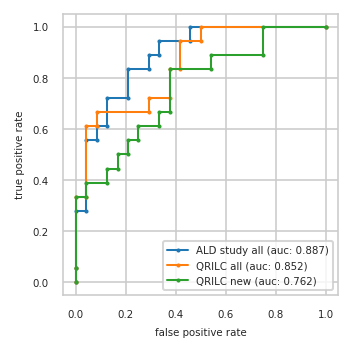 1.0
0.8
0.6
0.4
0.2
0.0
true positive rate
ALD study all (auc: 0.887)
QRILC all (auc: 0.852)
QRILC new (auc: 0.762)
0.0 0.2 0.4 0.6 0.8 1.0
false positive rate